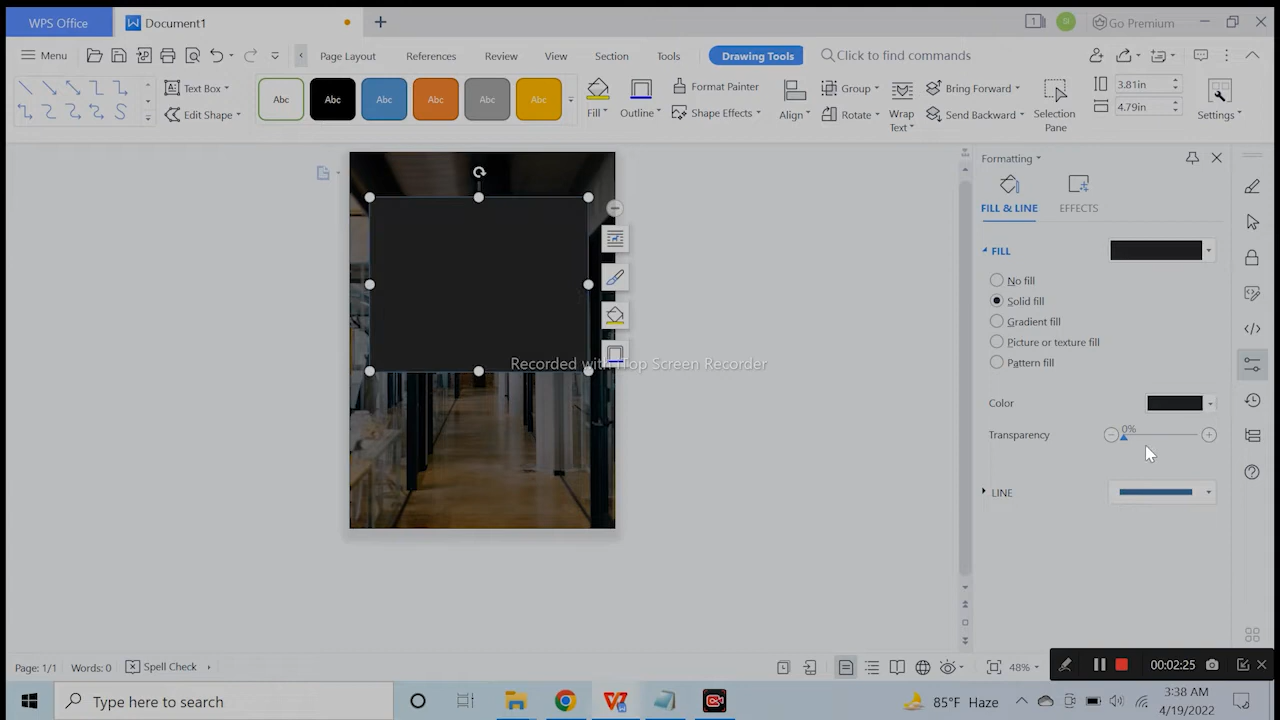 WPS Office
Document1
Go Premium
Menu
Page Layout
References
Review
View
Section
Tools
Drawing Tools
Click to find commands
Text Box
Edit Shape
Abc
Abc
Abc
Abc
Abc
Abc
Fill
Outline
Format Painter
Shape Effects
Align
Group
Rotate
Wrap
Text
Bring Forward
Send Backward
Selection
Pane
3.81in
4.79in
Settings
Formatting
FILL & LINE
EFFECTS
FILL
No fill
Solid fill
Gradient fill
Picture or texture fill
Pattern fill
Color
Transparency
0%
LINE
Recorded with iTop Screen Recorder
Page: 1/1
Words: 0
Spell Check
48%
00:02:25
Type here to search
85°F Haze
3:38 AM
4/19/2022